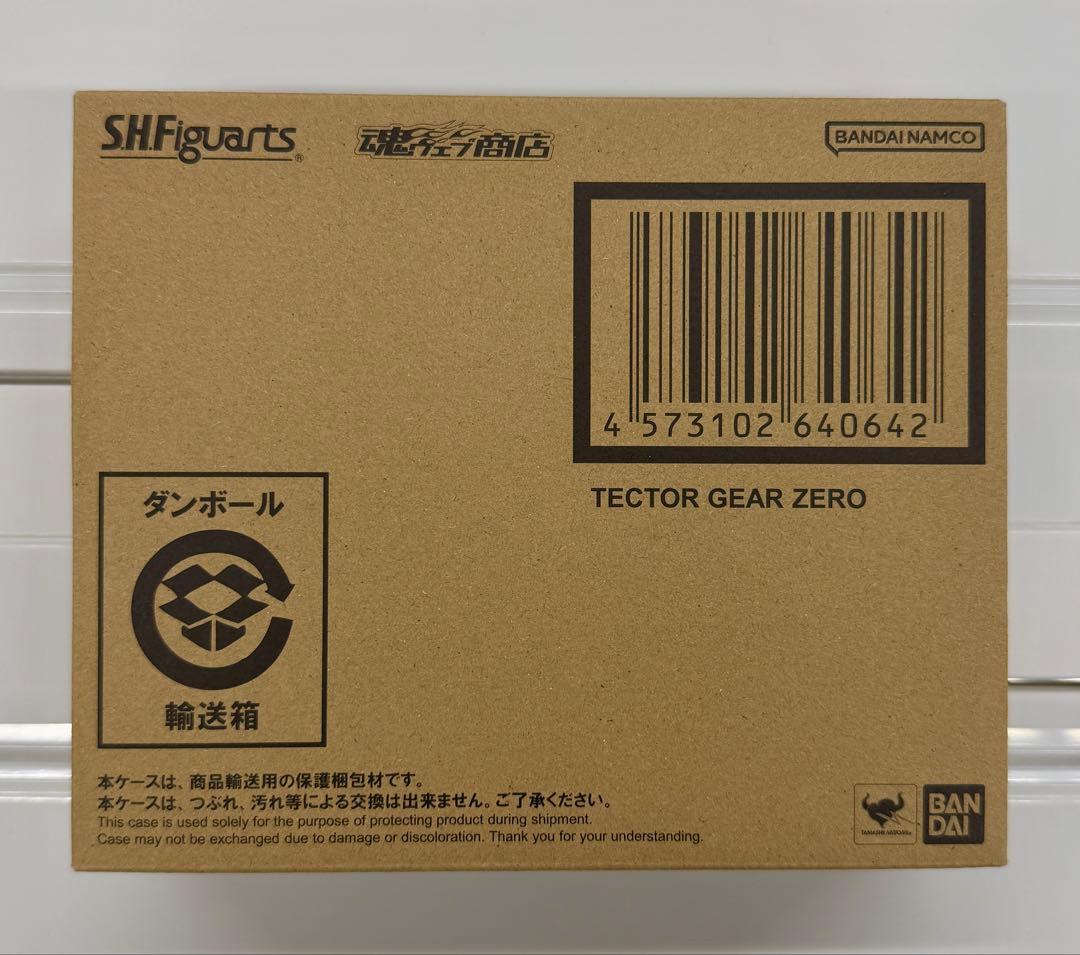 S.H.Figuarts®
魂ウェブ商店
BANDAI NAMCO
4 573102 640642
TECTOR GEAR ZERO
ダンボール
輸送箱
本ケースは、商品輸送用の保護梱包材です。
本ケースは、つぶれ、汚れ等による交換は出来ません。ご了承ください。
This case is used solely for the purpose of protecting product during shipment.
Case may not be exchanged due to damage or discoloration. Thank you for your understanding.
TAMASHII NATIONS
BAN
DAI